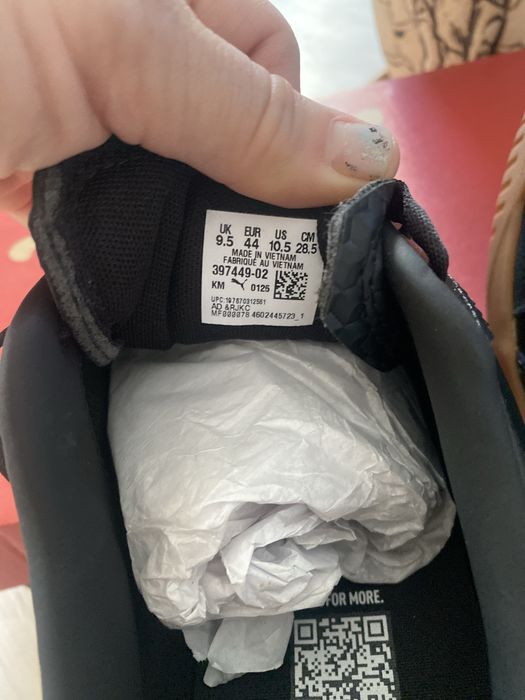 UK EUR US CM
9.5 44 10.5 28.5
MADE IN VIETNAM
FABRIQUE AU VIETNAM
397449-02
KM 0125
UPC:197670312561
AD &RJKC
MF000078 4602445723_1
FOR MORE.